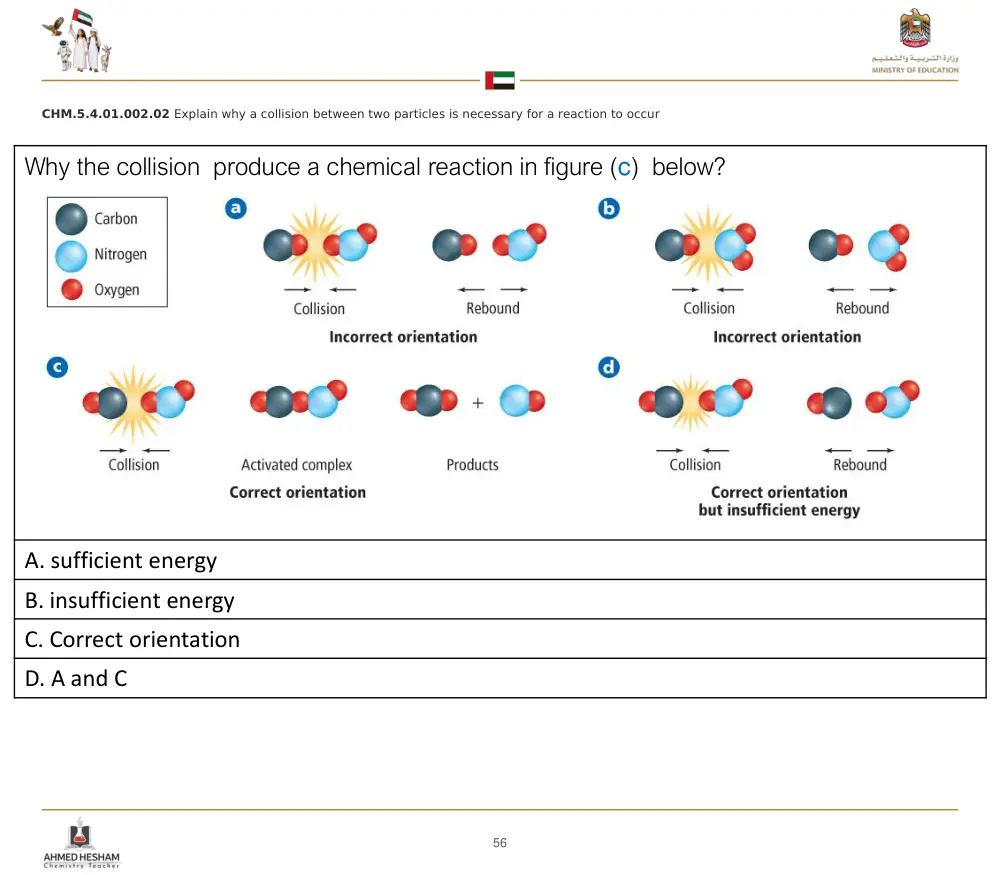 وزارة التربية والتعليم
MINISTRY OF EDUCATION
CHM.5.4.01.002.02 Explain why a collision between two particles is necessary for a reaction to occur
Why the collision produce a chemical reaction in figure (c) below?
Carbon
Nitrogen
Oxygen
a
Collision
Rebound
Incorrect orientation
b
Collision
Rebound
Incorrect orientation
c
+
Collision
Activated complex
Products
Correct orientation
d
Collision
Rebound
Correct orientation
but insufficient energy
A. sufficient energy
B. insufficient energy
C. Correct orientation
D. A and C
AHMED HESHAM
Chemistry Teacher
56